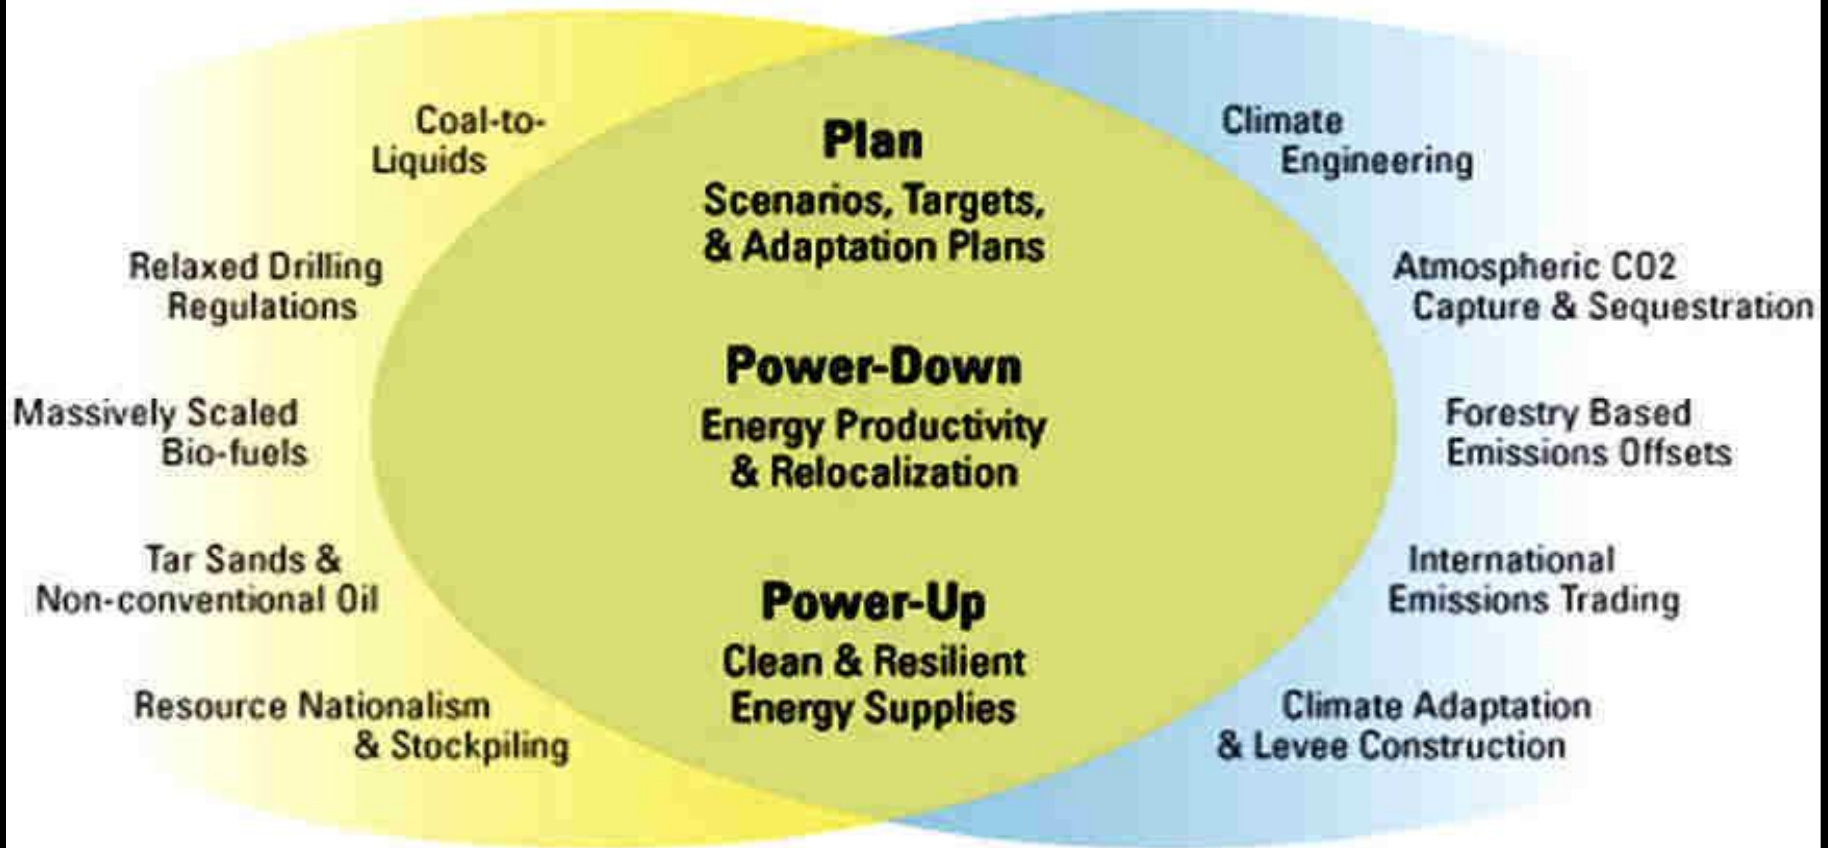 Coal-to-
Liquids
Relaxed Drilling
Regulations
Massively Scaled
Bio-fuels
Tar Sands &
Non-conventional Oil
Resource Nationalism
& Stockpiling
Plan
Scenarios, Targets,
& Adaptation Plans
Power-Down
Energy Productivity
& Relocalization
Power-Up
Clean & Resilient
Energy Supplies
Climate
Engineering
Atmospheric CO2
Capture & Sequestration
Forestry Based
Emissions Offsets
International
Emissions Trading
Climate Adaptation
& Levee Construction